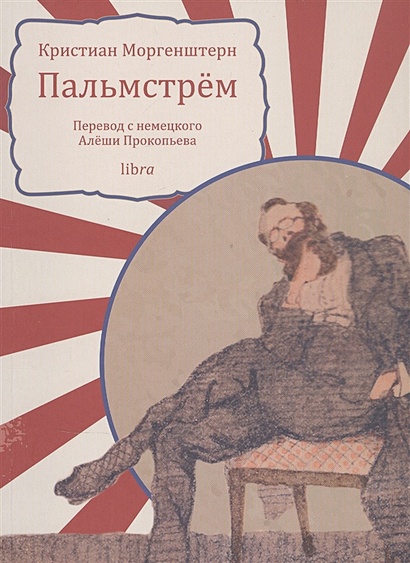 Кристиан Моргенштерн
Пальмстрём
Перевод с немецкого
Алёши Прокопьева
libra